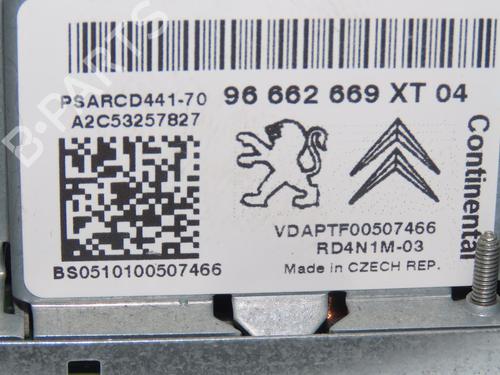 PSARCD441-70 96 662 669 XT 04
A2C53257827
Continental
VDAPTF00507466
RD4N1M-03
BS0510100507466 Made in CZECH REP.
B-PARTS